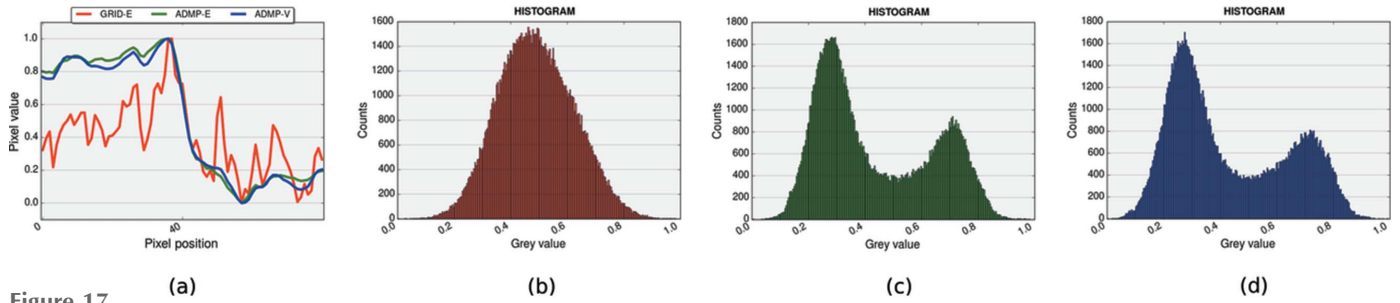 GRID-E ADMP-E ADMP-V
1.0
0.8
0.6
0.4
0.2
0.0
Pixel value
0 40
Pixel position
(a)
HISTOGRAM
1600
1400
1200
1000
800
600
400
200
0
Counts
0.0 0.2 0.4 0.6 0.8 1.0
Grey value
(b)
HISTOGRAM
1800
1600
1400
1200
1000
800
600
400
200
0
Counts
0.0 0.2 0.4 0.6 0.8 1.0
Grey value
(c)
HISTOGRAM
1800
1600
1400
1200
1000
800
600
400
200
0
Counts
0.0 0.2 0.4 0.6 0.8 1.0
Grey value
(d)
Figure 17